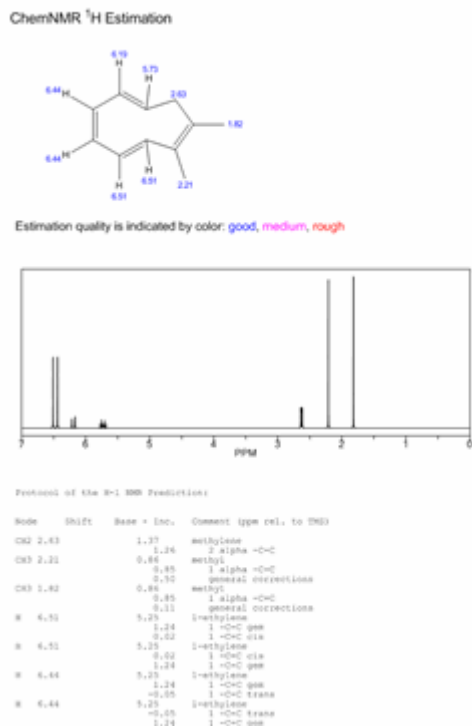 ChemNMR ¹H Estimation
6.19
H
5.73
H
6.44
H
2.63
1.82
6.44
H
H
H
6.51
6.51
2.21
Estimation quality is indicated by color: good, medium, rough
7 6 5 4 3 2 1 0
PPM
Protocol of the H-1 NMR Prediction:
Node Shift Base + Inc. Comment (ppm rel. to TMS)
CH2 2.63 1.37 methylene
1.26 2 alpha -C=C
CH3 2.21 0.86 methyl
0.85 1 alpha -C=C
0.50 general corrections
CH3 1.82 0.86 methyl
0.85 1 alpha -C=C
0.11 general corrections
H 6.51 5.25 1-ethylene
1.24 1 -C=C gem
0.02 1 -C=C cis
H 6.51 5.25 1-ethylene
0.02 1 -C=C cis
1.24 1 -C=C gem
H 6.44 5.25 1-ethylene
1.24 1 -C=C gem
-0.05 1 -C=C trans
H 6.44 5.25 1-ethylene
-0.05 1 -C=C trans
1.24 1 -C=C gem